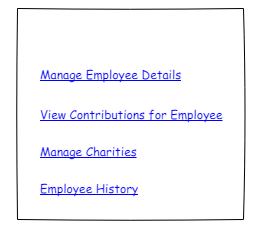 Manage Employee Details
View Contributions for Employee
Manage Charities
Employee History